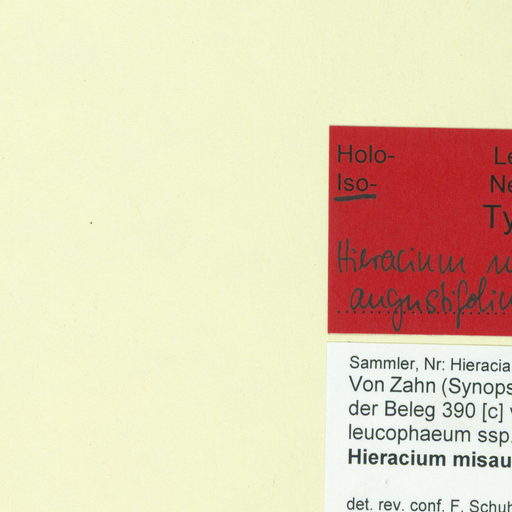 Holo- Le
Iso- Ne
Ty
Hieracium
angustifoliu
Sammler, Nr: Hieracia
Von Zahn (Synops
der Beleg 390 [c] v
leucophaeum ssp.
Hieracium misau
det. rev. conf. F. Schuh